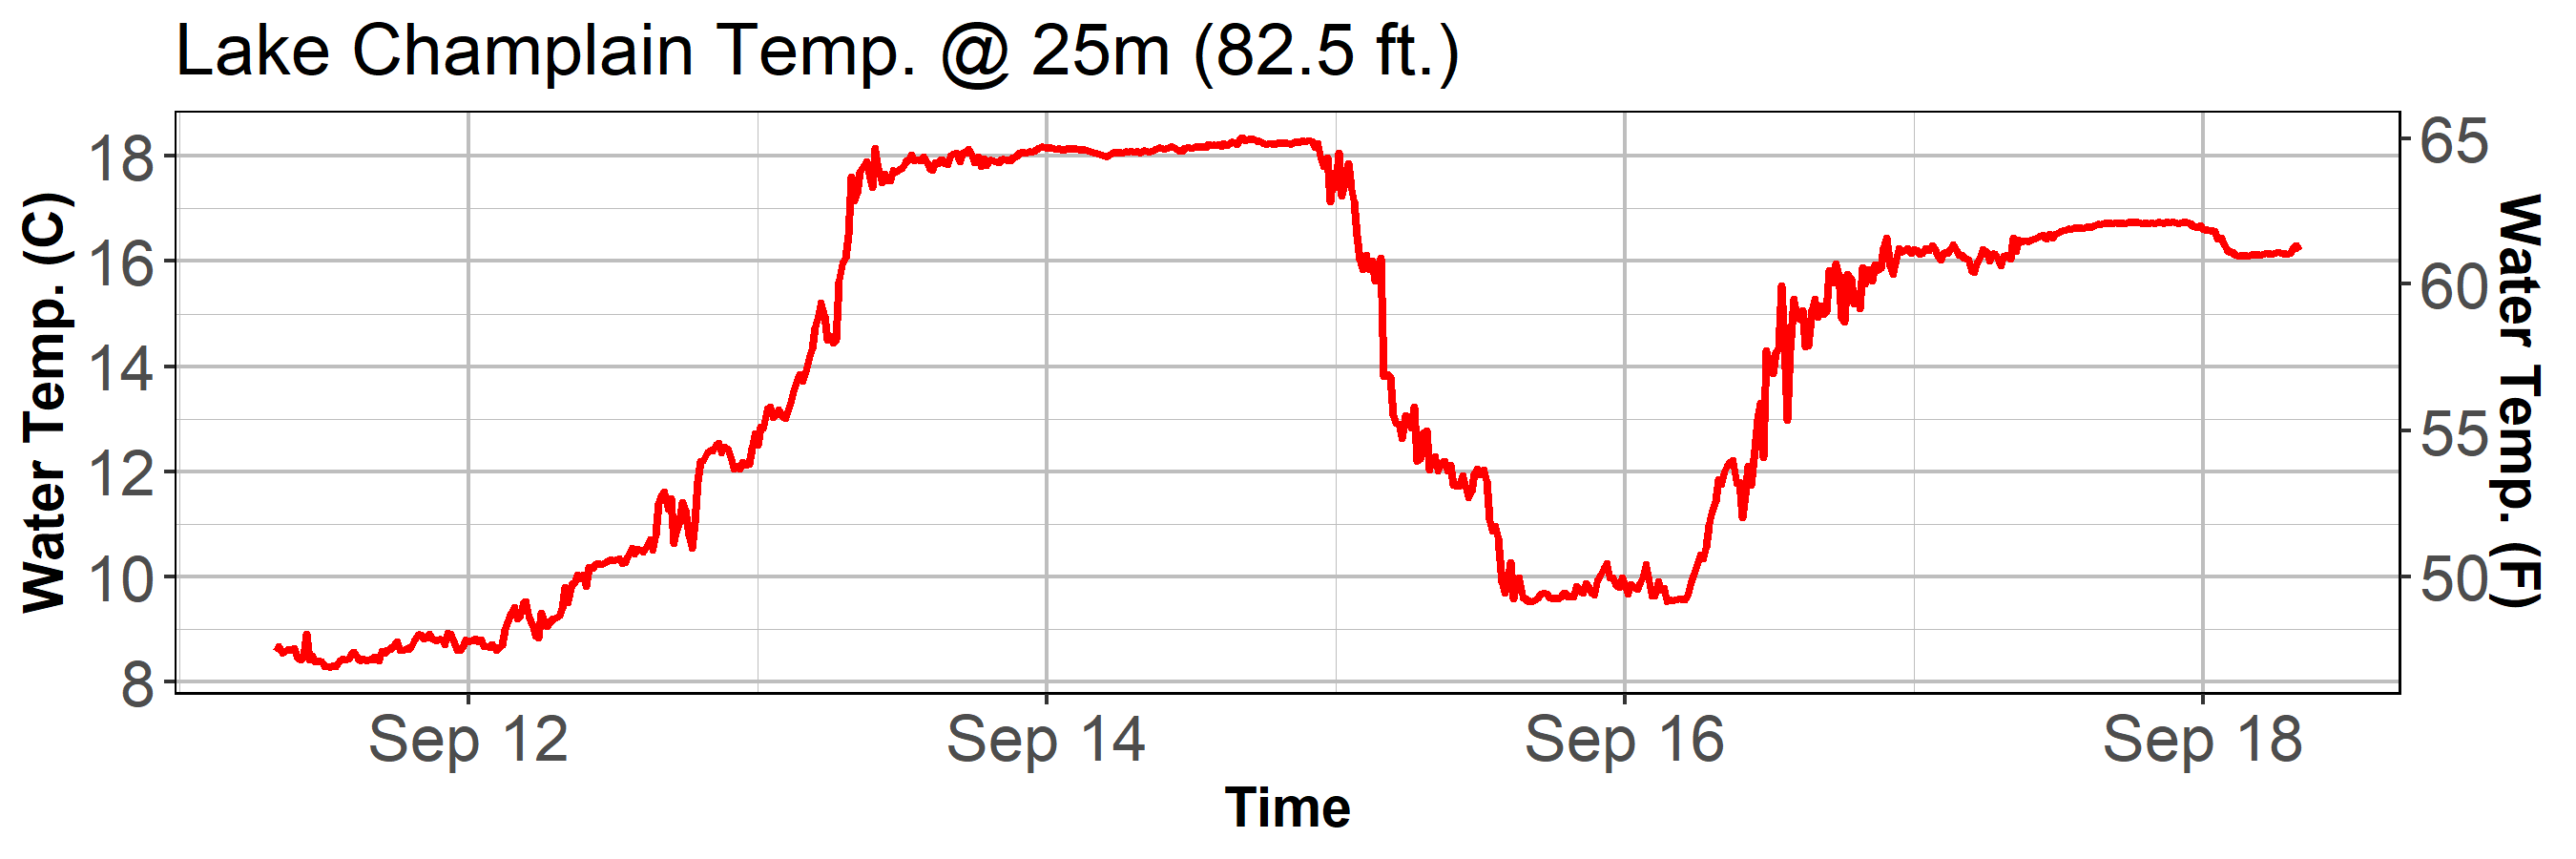 Lake Champlain Temp. @ 25m (82.5 ft.)
Water Temp. (C)
18
16
14
12
10
8
65
60
55
50
Water Temp. (F)
Sep 12
Sep 14
Sep 16
Sep 18
Time